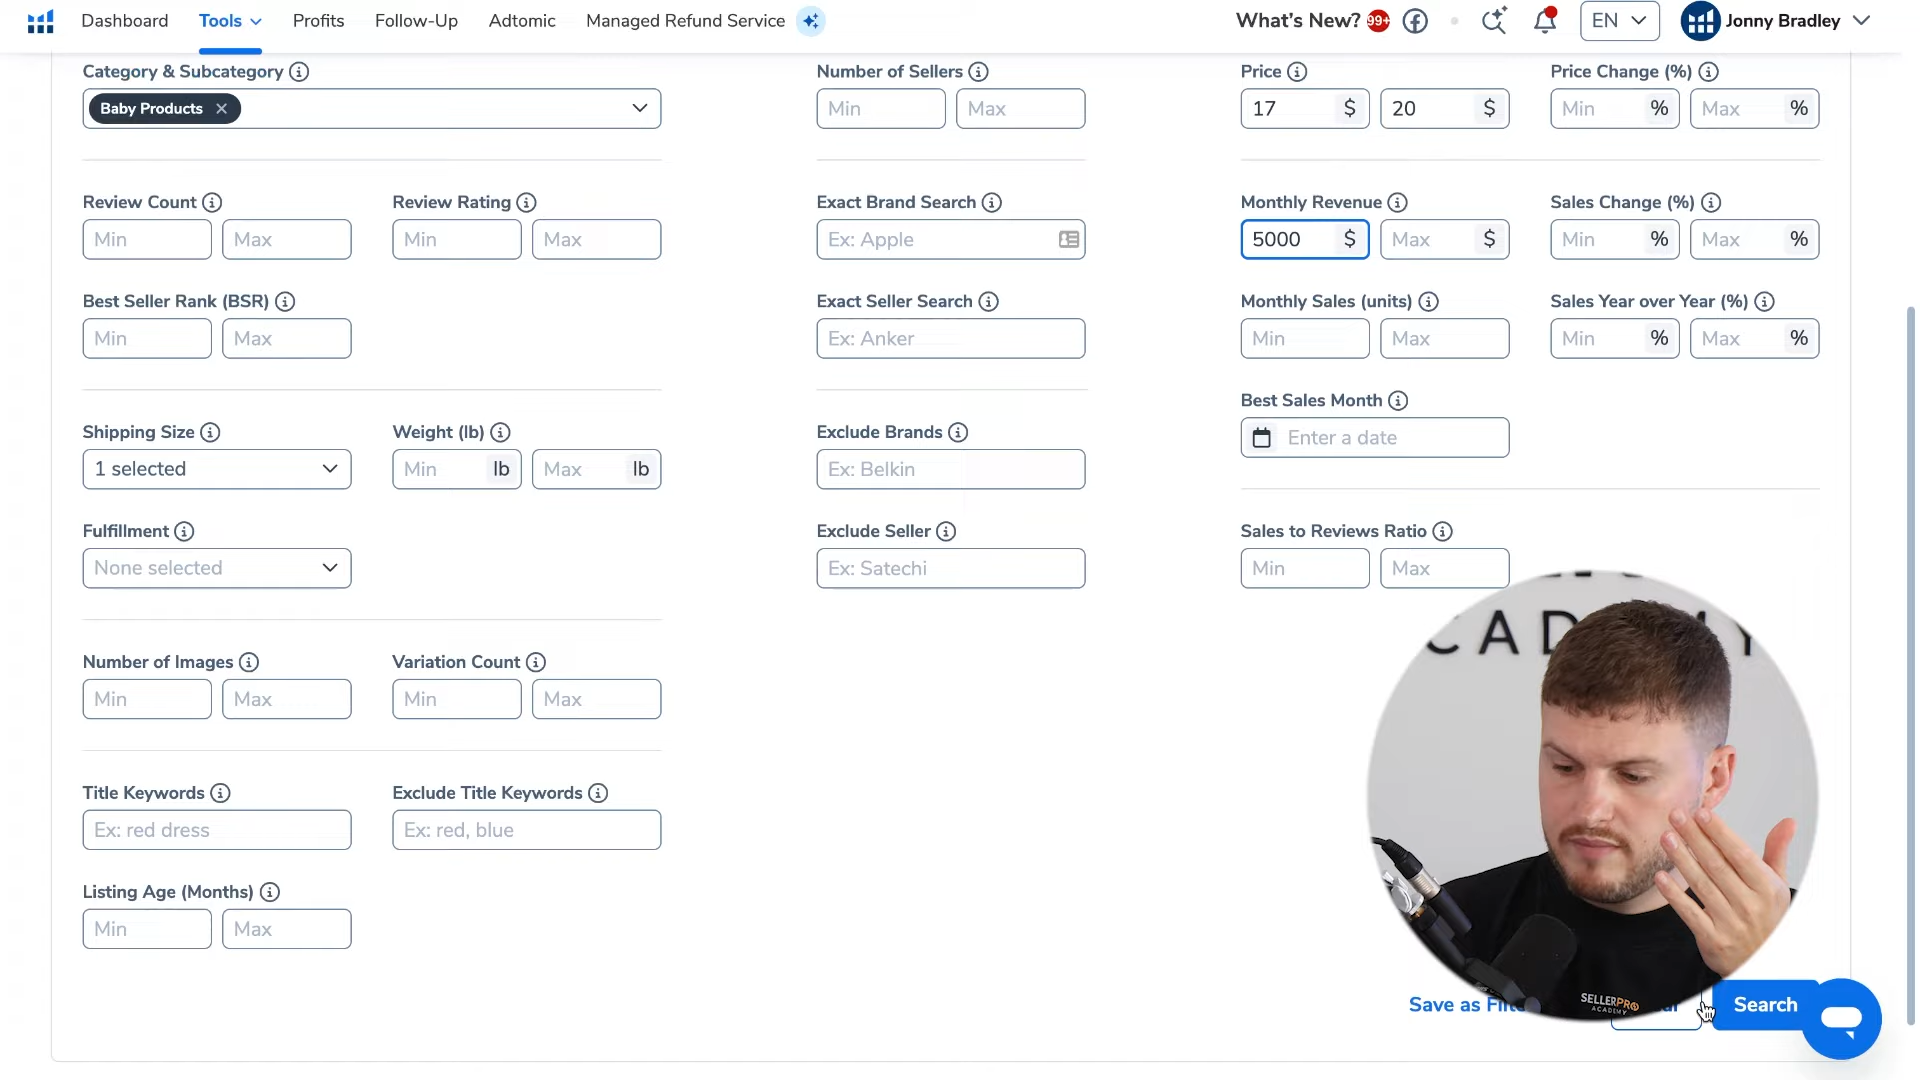 Dashboard Tools Profits Follow-Up Adtomic Managed Refund Service What's New? 99+ EN Jonny Bradley
Category & Subcategory Number of Sellers Price Price Change (%)
Baby Products Min Max 17 $ 20 $ Min % Max %
Review Count Review Rating Exact Brand Search Monthly Revenue Sales Change (%)
Min Max Min Max Ex: Apple 5000 $ Max $ Min % Max %
Best Seller Rank (BSR) Exact Seller Search Monthly Sales (units) Sales Year over Year (%)
Min Max Ex: Anker Min Max Min % Max %
Best Sales Month
Enter a date
Shipping Size Weight (lb) Exclude Brands
1 selected Min lb Max lb Ex: Belkin
Fulfillment Exclude Seller Sales to Reviews Ratio
None selected Ex: Satechi Min Max
Number of Images Variation Count
Min Max Min Max
Title Keywords Exclude Title Keywords
Ex: red dress Ex: red, blue
Listing Age (Months)
Min Max
SELLERPRO
ACADEMY
Save as Search